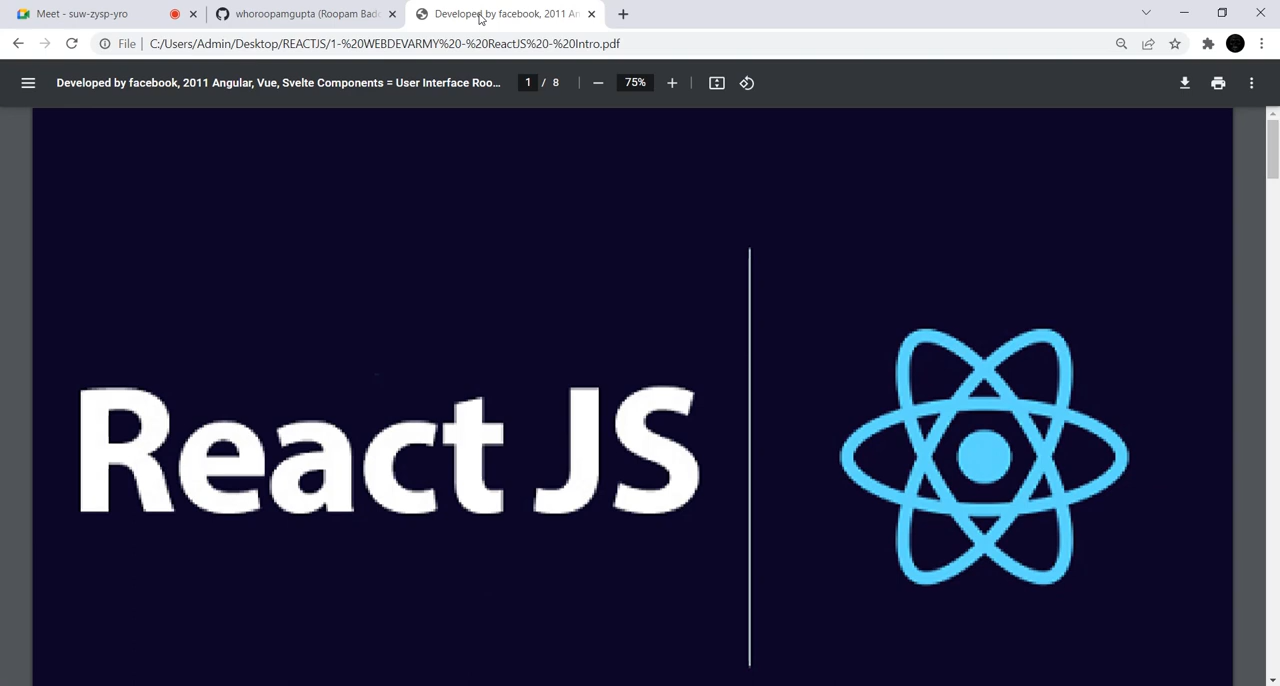 Meet - suw-zysp-yro
whoroopamgupta (Roopam Bad
Developed by facebook, 2011 An
File
C:/Users/Admin/Desktop/REACTJS/1-%20WEBDEVARMY%20-%20ReactJS%20-%20Intro.pdf
Developed by facebook, 2011 Angular, Vue, Svelte Components = User Interface Roo...
1 / 8
75%
React JS